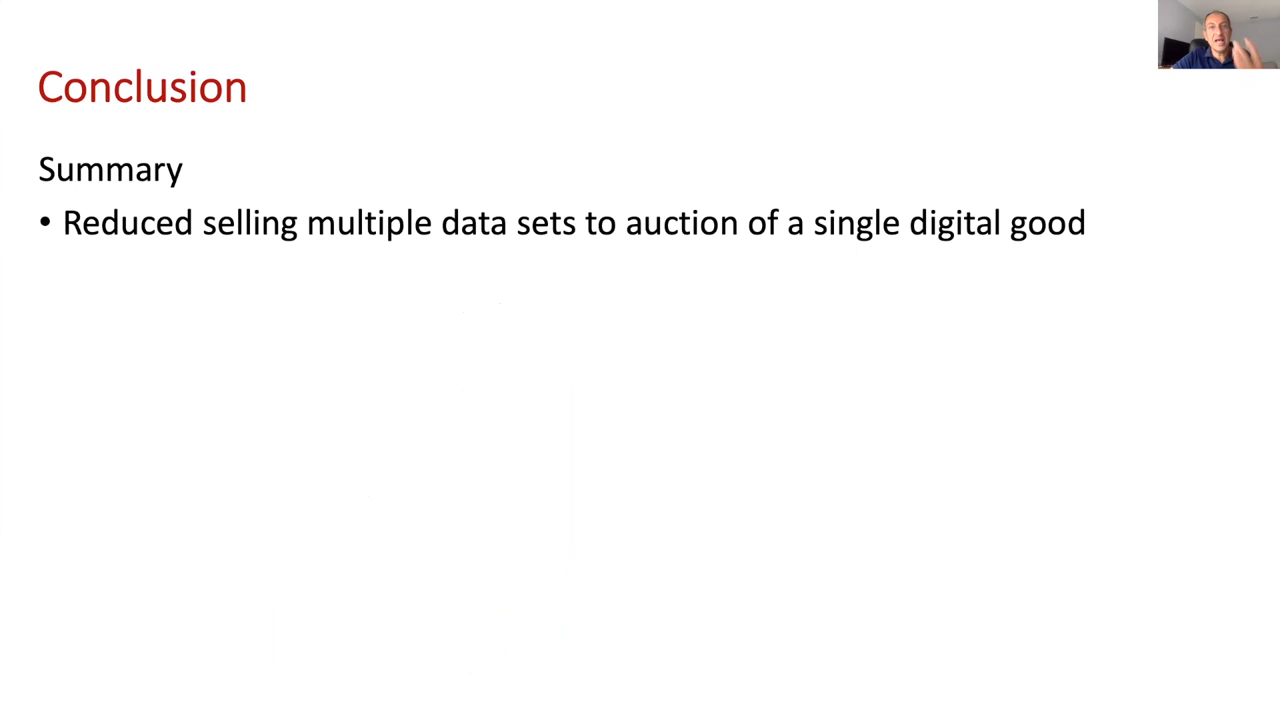 Conclusion
Summary
• Reduced selling multiple data sets to auction of a single digital good